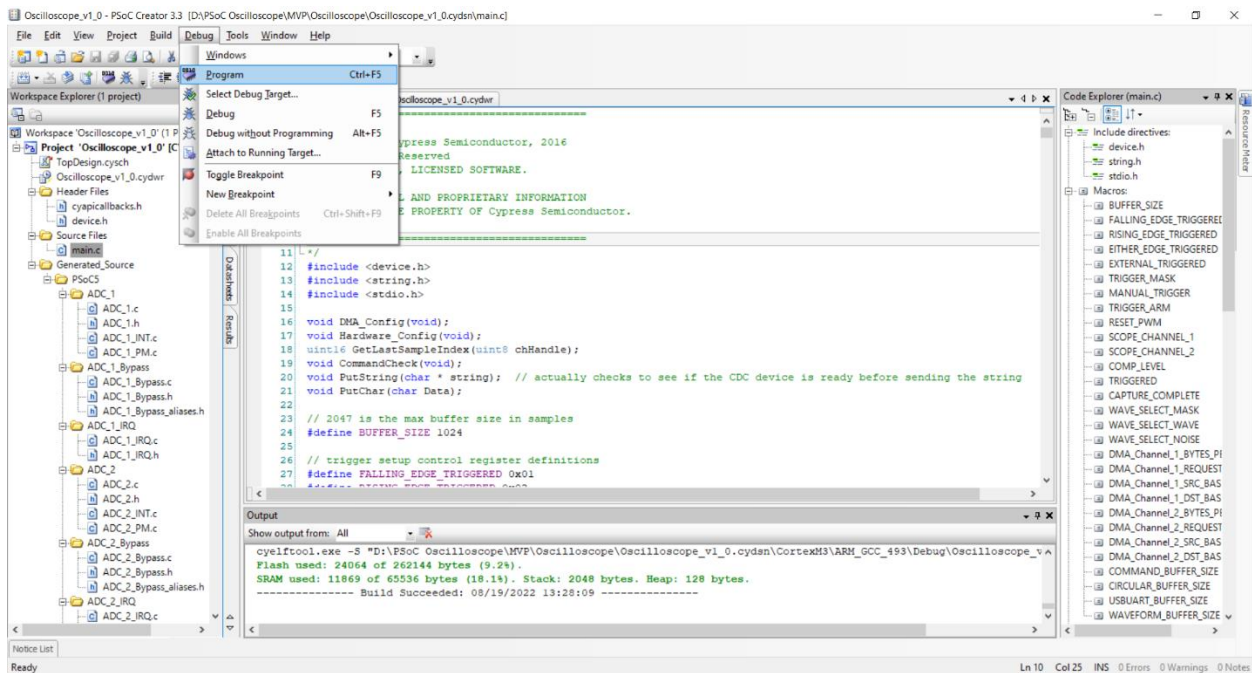 Oscilloscope_v1_0 - PSoC Creator 3.3 [D:\PSoC Oscilloscope\MVP\Oscilloscope\Oscilloscope_v1_0.cydsn\main.c]
File Edit View Project Build Debug Tools Window Help
Windows
Program Ctrl+F5
Select Debug Target...
Debug F5
Debug without Programming Alt+F5
Attach to Running Target...
Toggle Breakpoint F9
New Breakpoint
Delete All Breakpoints Ctrl+Shift+F9
Enable All Breakpoints
Workspace Explorer (1 project)
Workspace 'Oscilloscope_v1_0' (1 P
Project 'Oscilloscope_v1_0' [C
TopDesign.cysch
Oscilloscope_v1_0.cydwr
Header Files
cyapicallbacks.h
device.h
Source Files
main.c
Generated_Source
PSoC5
ADC_1
ADC_1.c
ADC_1.h
ADC_1_INT.c
ADC_1_PM.c
ADC_1_Bypass
ADC_1_Bypass.c
ADC_1_Bypass.h
ADC_1_Bypass_aliases.h
ADC_1_IRQ
ADC_1_IRQ.c
ADC_1_IRQ.h
ADC_2
ADC_2.c
ADC_2.h
ADC_2_INT.c
ADC_2_PM.c
ADC_2_Bypass
ADC_2_Bypass.c
ADC_2_Bypass.h
ADC_2_Bypass_aliases.h
ADC_2_IRQ
ADC_2_IRQ.c
Datasheets
Results
scilloscope_v1_0.cydwr
==============================
ypress Semiconductor, 2016
Reserved
, LICENSED SOFTWARE.
L AND PROPRIETARY INFORMATION
E PROPERTY OF Cypress Semiconductor.
==============================
11 */
12 #include <device.h>
13 #include <string.h>
14 #include <stdio.h>
15
16 void DMA_Config(void);
17 void Hardware_Config(void);
18 uint16 GetLastSampleIndex(uint8 chHandle);
19 void CommandCheck(void);
20 void PutString(char * string); // actually checks to see if the CDC device is ready before sending the string
21 void PutChar(char Data);
22
23 // 2047 is the max buffer size in samples
24 #define BUFFER_SIZE 1024
25
26 // trigger setup control register definitions
27 #define FALLING_EDGE_TRIGGERED 0x01
28 #define RISING_EDGE_TRIGGERED 0x02
Output
Show output from: All
cyelftool.exe -S "D:\PSoC Oscilloscope\MVP\Oscilloscope\Oscilloscope_v1_0.cydsn\CortexM3\ARM_GCC_493\Debug\Oscilloscope_v
Flash used: 24064 of 262144 bytes (9.2%).
SRAM used: 11869 of 65536 bytes (18.1%). Stack: 2048 bytes. Heap: 128 bytes.
--------------- Build Succeeded: 08/19/2022 13:28:09 ---------------
Code Explorer (main.c)
Include directives:
device.h
string.h
stdio.h
Macros:
BUFFER_SIZE
FALLING_EDGE_TRIGGERED
RISING_EDGE_TRIGGERED
EITHER_EDGE_TRIGGERED
EXTERNAL_TRIGGERED
TRIGGER_MASK
MANUAL_TRIGGER
TRIGGER_ARM
RESET_PWM
SCOPE_CHANNEL_1
SCOPE_CHANNEL_2
COMP_LEVEL
TRIGGERED
CAPTURE_COMPLETE
WAVE_SELECT_MASK
WAVE_SELECT_WAVE
WAVE_SELECT_NOISE
DMA_Channel_1_BYTES_PE
DMA_Channel_1_REQUEST
DMA_Channel_1_SRC_BAS
DMA_Channel_1_DST_BAS
DMA_Channel_2_BYTES_PE
DMA_Channel_2_REQUEST
DMA_Channel_2_SRC_BAS
DMA_Channel_2_DST_BAS
COMMAND_BUFFER_SIZE
CIRCULAR_BUFFER_SIZE
USBUART_BUFFER_SIZE
WAVEFORM_BUFFER_SIZE
Resource Meter
Notice List
Ready
Ln 10 Col 25 INS 0 Errors 0 Warnings 0 Notes